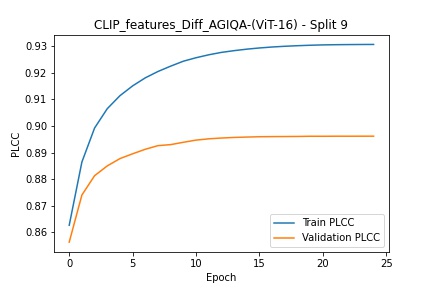 CLIP_features_Diff_AGIQA-(ViT-16) - Split 9
0.93
0.92
0.91
0.90
0.89
0.88
0.87
0.86
PLCC
Train PLCC
Validation PLCC
0 5 10 15 20 25
Epoch